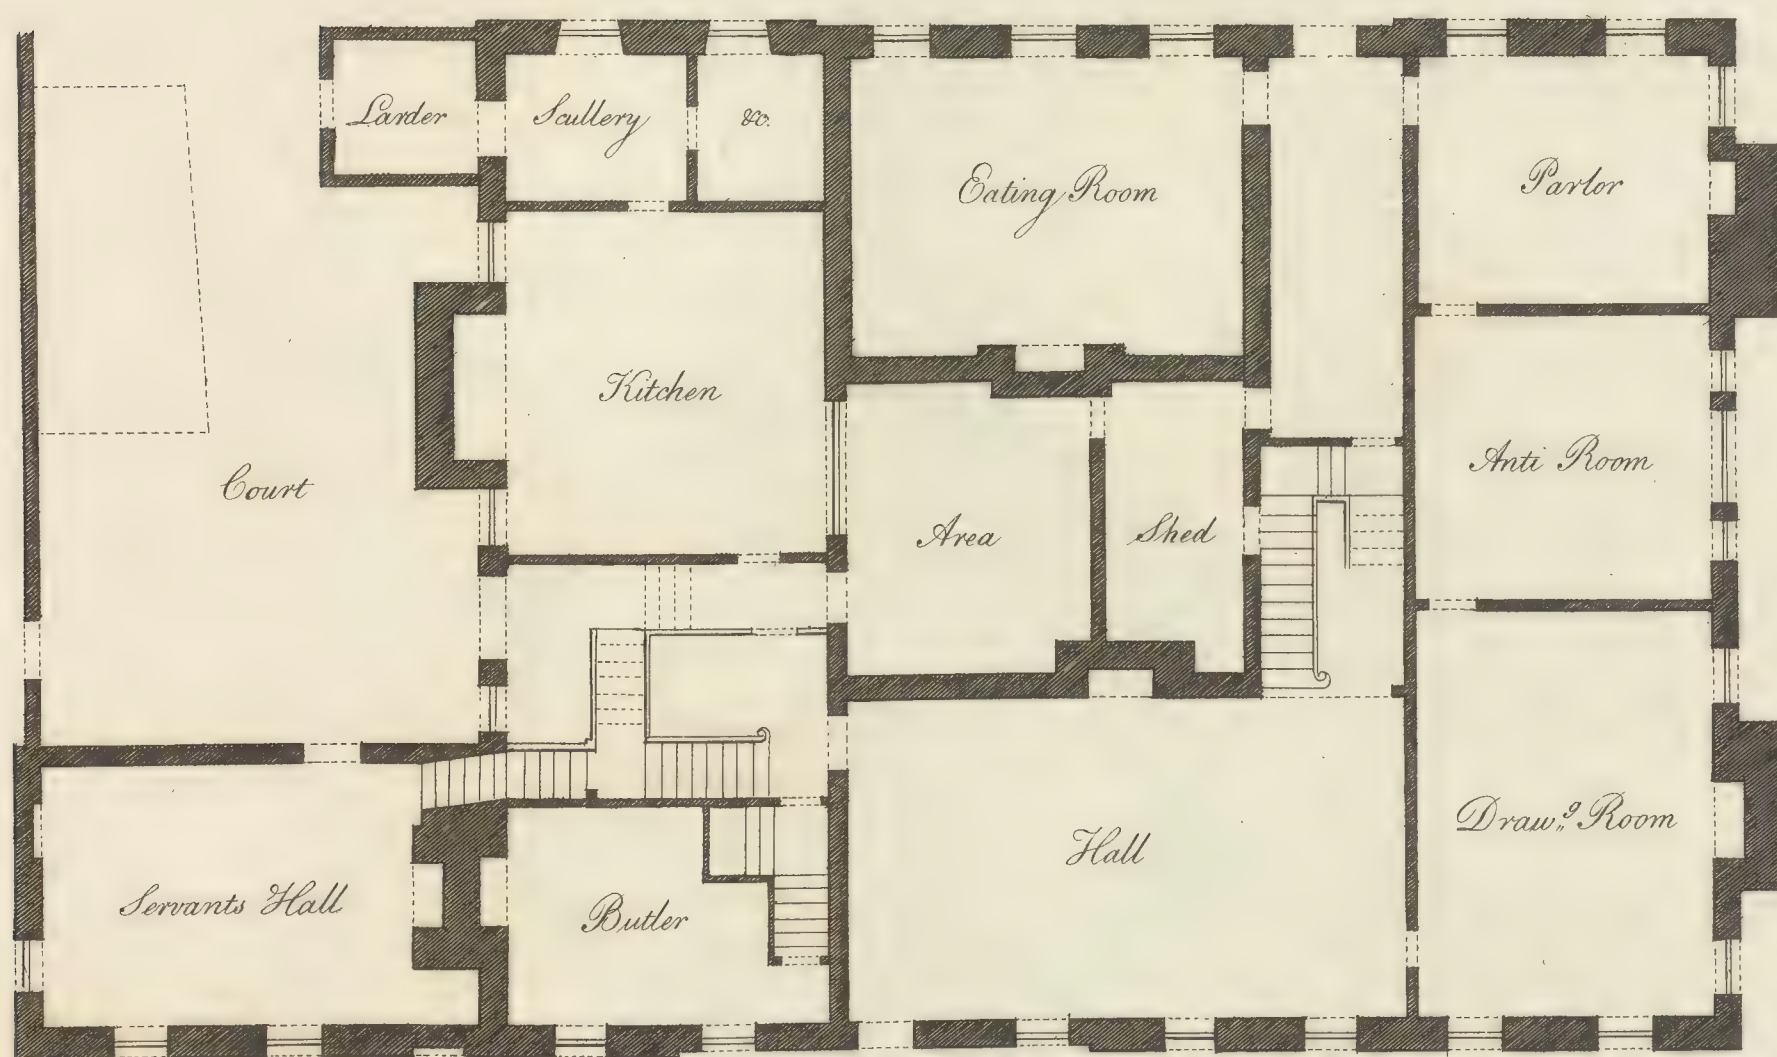 Larder
Scullery
&c.
Eating Room
Parlor
Kitchen
Court
Anti Room
Area
Shed
Draw.g Room
Hall
Servants Hall
Butler